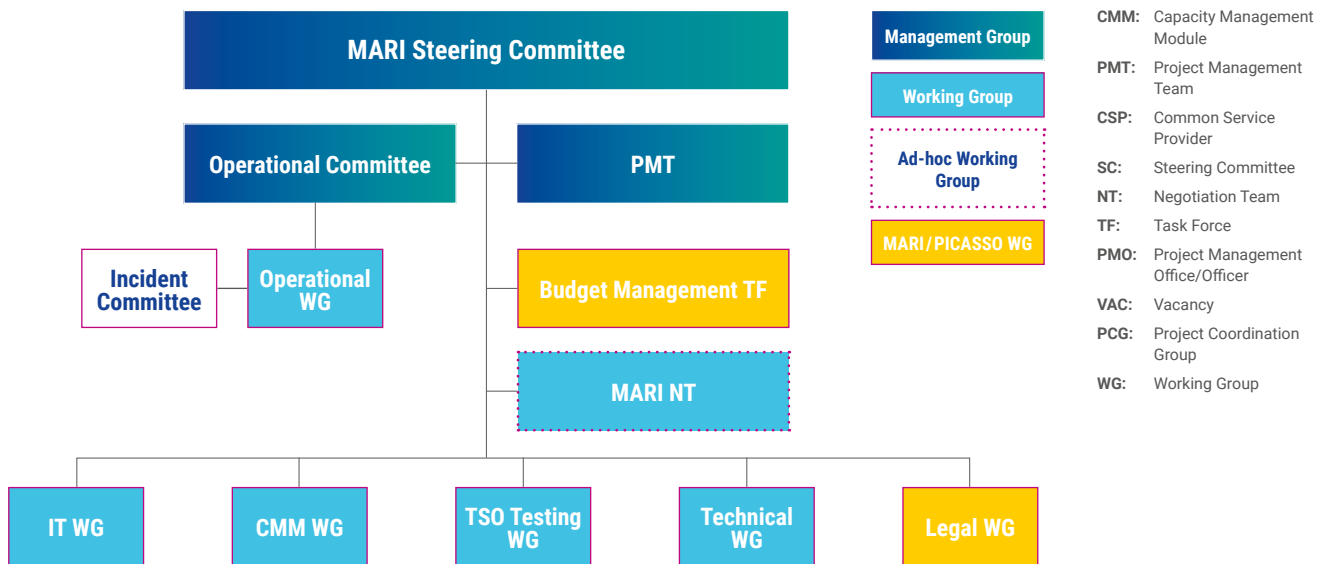 MARI Steering Committee
Operational Committee
PMT
Incident
Committee
Operational
WG
Budget Management TF
MARI NT
IT WG
CMM WG
TSO Testing
WG
Technical
WG
Legal WG
Management Group
Working Group
Ad-hoc Working
Group
MARI/PICASSO WG
CMM: Capacity Management
Module
PMT: Project Management
Team
CSP: Common Service
Provider
SC: Steering Committee
NT: Negotiation Team
TF: Task Force
PMO: Project Management
Office/Officer
VAC: Vacancy
PCG: Project Coordination
Group
WG: Working Group